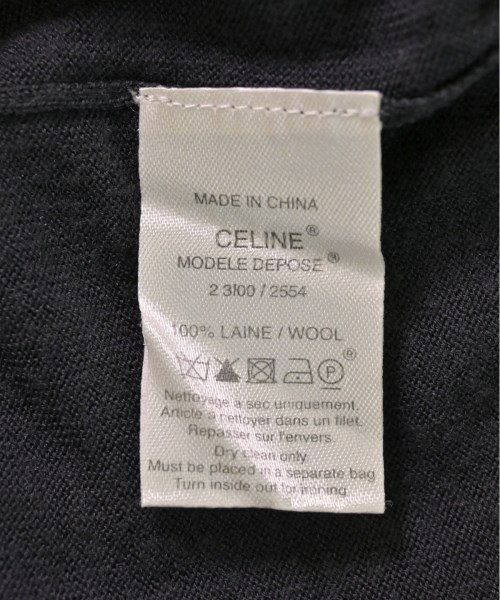 MADE IN CHINA
CELINE®
MODELE DEPOSE®
2 3I00 / 2554
100% LAINE / WOOL
P ®
Nettoyage a sec uniquement,
Article a nettoyer dans un filet.
Repasser sur l'envers.
Dry clean only
Must be placed in a separate bag
Turn inside out for ironing